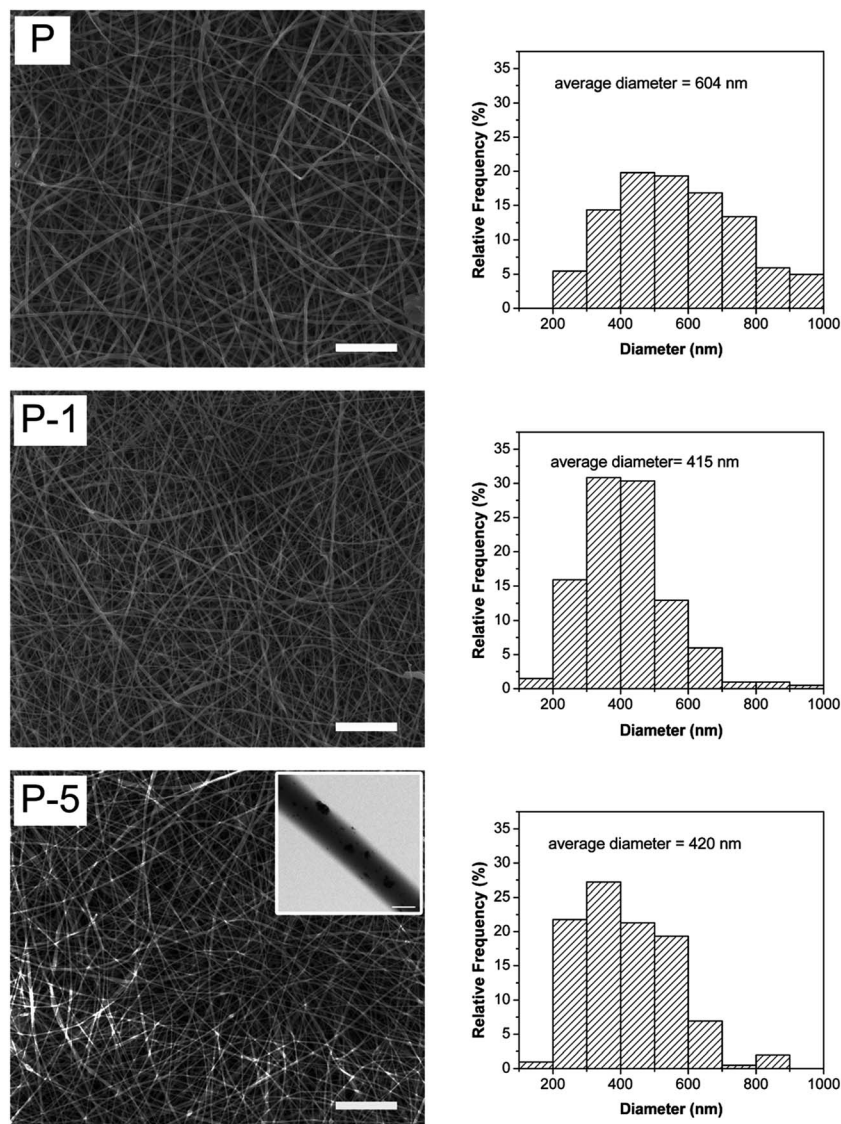 P
average diameter = 604 nm
Relative Frequency (%)
35
30
25
20
15
10
5
0
200 400 600 800 1000
Diameter (nm)
P-1
average diameter= 415 nm
Relative Frequency (%)
35
30
25
20
15
10
5
0
200 400 600 800 1000
Diameter (nm)
P-5
average diameter = 420 nm
Relative Frequency (%)
35
30
25
20
15
10
5
0
200 400 600 800 1000
Diameter (nm)